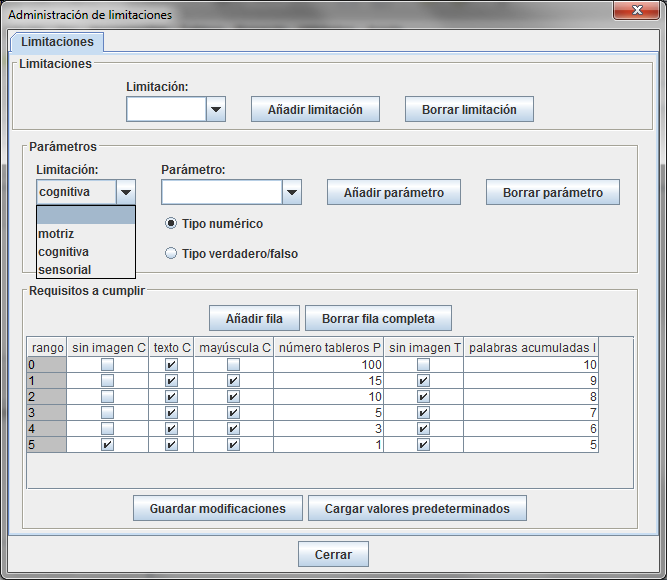 Administración de limitaciones
Limitaciones
Limitaciones
Limitación:
Añadir limitación Borrar limitación
Parámetros
Limitación: Parámetro:
cognitiva Añadir parámetro Borrar parámetro
motriz
cognitiva
sensorial
Tipo numérico
Tipo verdadero/falso
Requisitos a cumplir
Añadir fila Borrar fila completa
rango sin imagen C texto C mayúscula C número tableros P sin imagen T palabras acumuladas I
0 100 10
1 15 9
2 10 8
3 5 7
4 3 6
5 1 5
Guardar modificaciones Cargar valores predeterminados
Cerrar